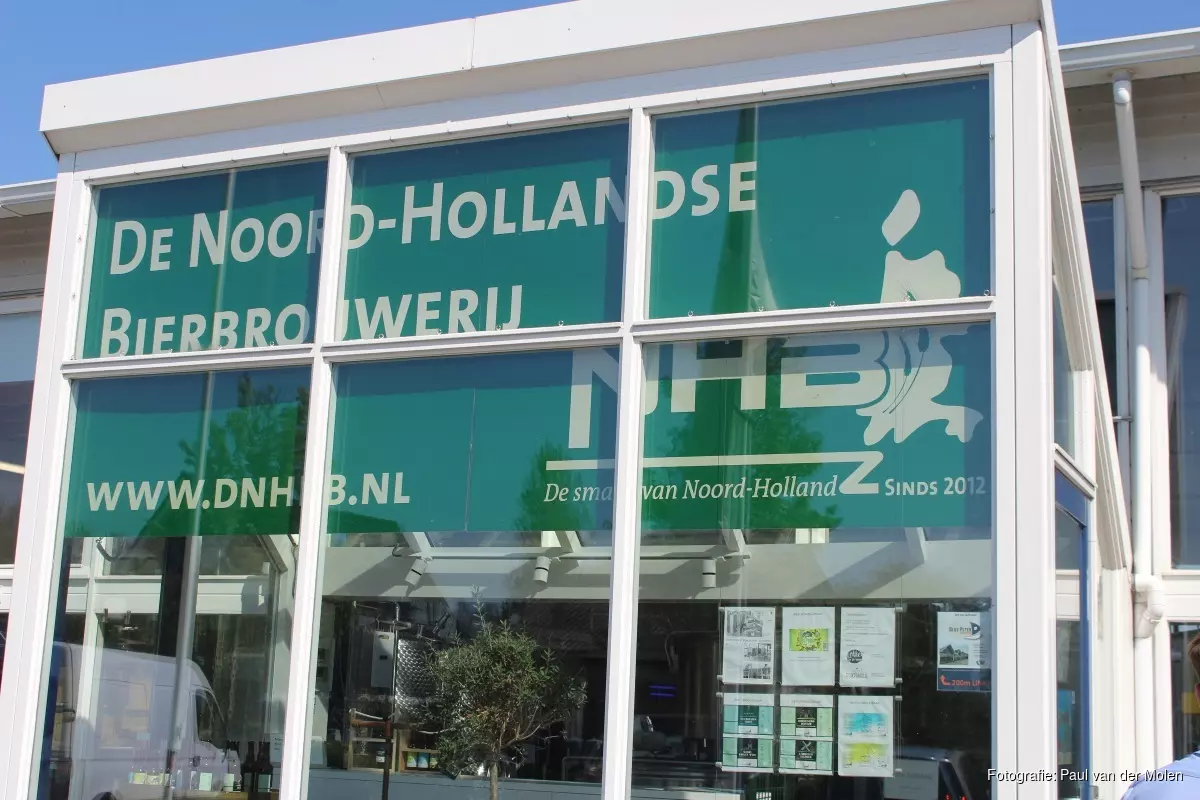 De Noord-Hollandse
Bierbrouwerij
NHB
www.dnhbb.nl
De smaak van Noord-Holland
Sinds 2012
200m
Fotografie: Paul van der Molen